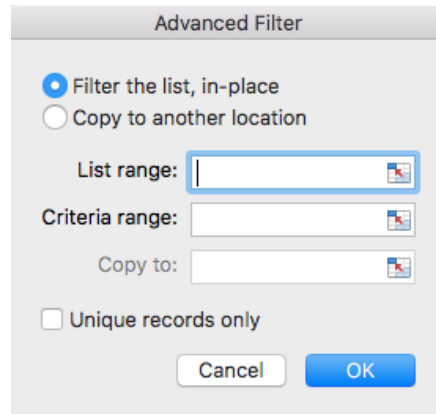 Advanced Filter
Filter the list, in-place
Copy to another location
List range:
Criteria range:
Copy to:
Unique records only
Cancel OK